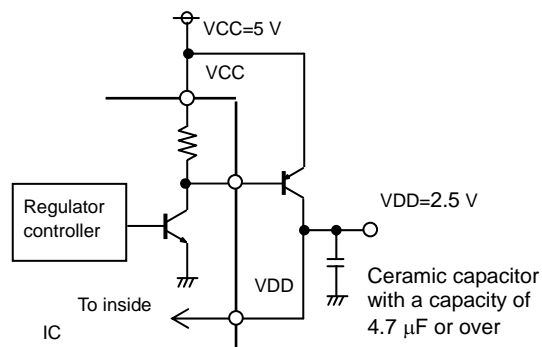 VCC=5 V
VCC
Regulator
controller
VDD=2.5 V
VDD
To inside
IC
Ceramic capacitor
with a capacity of
4.7 μF or over